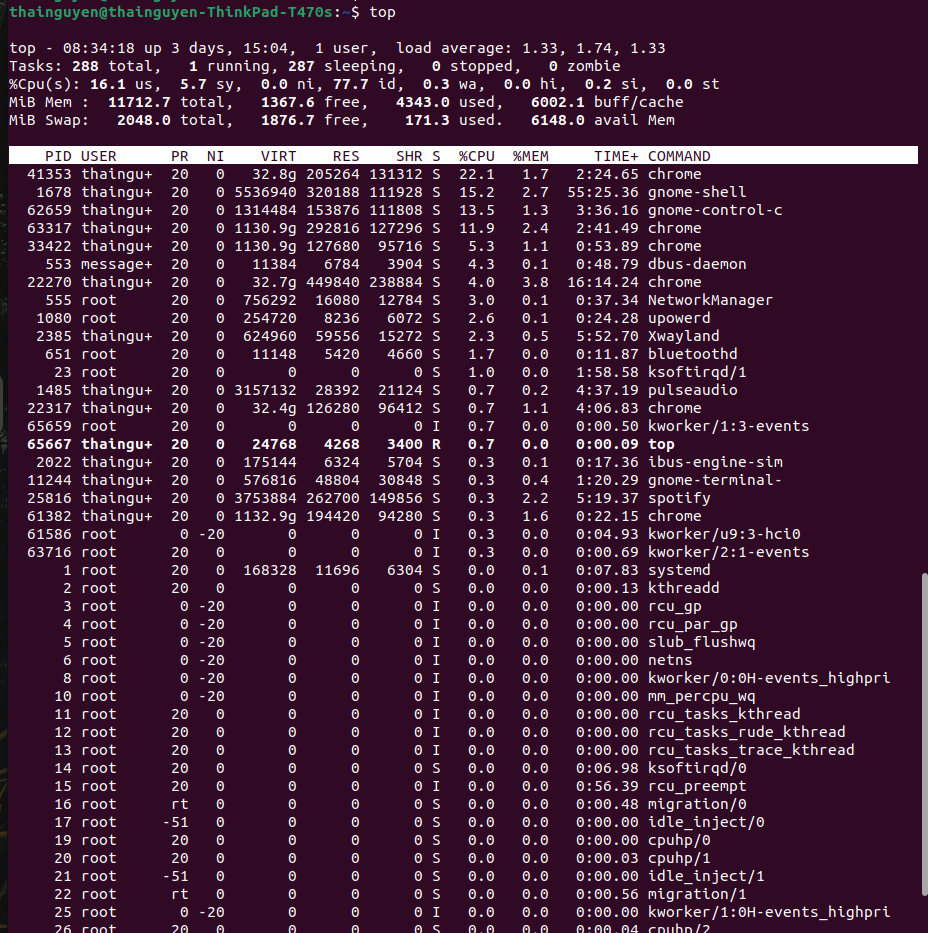 thainguyen@thainguyen-ThinkPad-T470s:~$ top
top - 08:34:18 up 3 days, 15:04,  1 user,  load average: 1.33, 1.74, 1.33
Tasks: 288 total,   1 running, 287 sleeping,   0 stopped,   0 zombie
%Cpu(s): 16.1 us,  5.7 sy,  0.0 ni, 77.7 id,  0.3 wa,  0.0 hi,  0.2 si,  0.0 st
MiB Mem :  11712.7 total,   1367.6 free,   4343.0 used,   6002.1 buff/cache
MiB Swap:   2048.0 total,   1876.7 free,    171.3 used.   6148.0 avail Mem
PID USER      PR  NI    VIRT    RES    SHR S  %CPU  %MEM     TIME+ COMMAND
41353 thaingu+  20   0   32.8g 205264 131312 S  22.1   1.7   2:24.65 chrome
1678 thaingu+  20   0 5536940 320188 111928 S  15.2   2.7  55:25.36 gnome-shell
62659 thaingu+  20   0 1314484 153876 111808 S  13.5   1.3   3:36.16 gnome-control-c
63317 thaingu+  20   0 1130.9g 292816 127296 S  11.9   2.4   2:41.49 chrome
33422 thaingu+  20   0 1130.9g 127680  95716 S   5.3   1.1   0:53.89 chrome
553 message+  20   0   11384   6784   3904 S   4.3   0.1   0:48.79 dbus-daemon
22270 thaingu+  20   0   32.7g 449840 238884 S   4.0   3.8  16:14.24 chrome
555 root      20   0  756292  16080  12784 S   3.0   0.1   0:37.34 NetworkManager
1080 root      20   0  254720   8236   6072 S   2.6   0.1   0:24.28 upowerd
2385 thaingu+  20   0  624960  59556  15272 S   2.3   0.5   5:52.70 Xwayland
651 root      20   0   11148   5420   4660 S   1.7   0.0   0:11.87 bluetoothd
23 root      20   0       0      0      0 S   1.0   0.0   1:58.58 ksoftirqd/1
1485 thaingu+  20   0 3157132  28392  21124 S   0.7   0.2   4:37.19 pulseaudio
22317 thaingu+  20   0   32.4g 126280  96412 S   0.7   1.1   4:06.83 chrome
65659 root      20   0       0      0      0 I   0.7   0.0   0:00.50 kworker/1:3-events
65667 thaingu+  20   0   24768   4268   3400 R   0.7   0.0   0:00.09 top
2022 thaingu+  20   0  175144   6324   5704 S   0.3   0.1   0:17.36 ibus-engine-sim
11244 thaingu+  20   0  576816  48804  30848 S   0.3   0.4   1:20.29 gnome-terminal-
25816 thaingu+  20   0 3753884 262700 149856 S   0.3   2.2   5:19.37 spotify
61382 thaingu+  20   0 1132.9g 194420  94280 S   0.3   1.6   0:22.15 chrome
61586 root       0 -20       0      0      0 I   0.3   0.0   0:04.93 kworker/u9:3-hci0
63716 root      20   0       0      0      0 I   0.3   0.0   0:00.69 kworker/2:1-events
1 root      20   0  168328  11696   6304 S   0.0   0.1   0:07.83 systemd
2 root      20   0       0      0      0 S   0.0   0.0   0:00.13 kthreadd
3 root       0 -20       0      0      0 I   0.0   0.0   0:00.00 rcu_gp
4 root       0 -20       0      0      0 I   0.0   0.0   0:00.00 rcu_par_gp
5 root       0 -20       0      0      0 I   0.0   0.0   0:00.00 slub_flushwq
6 root       0 -20       0      0      0 I   0.0   0.0   0:00.00 netns
8 root       0 -20       0      0      0 I   0.0   0.0   0:00.00 kworker/0:0H-events_highpri
10 root       0 -20       0      0      0 I   0.0   0.0   0:00.00 mm_percpu_wq
11 root      20   0       0      0      0 I   0.0   0.0   0:00.00 rcu_tasks_kthread
12 root      20   0       0      0      0 I   0.0   0.0   0:00.00 rcu_tasks_rude_kthread
13 root      20   0       0      0      0 I   0.0   0.0   0:00.00 rcu_tasks_trace_kthread
14 root      20   0       0      0      0 S   0.0   0.0   0:06.98 ksoftirqd/0
15 root      20   0       0      0      0 I   0.0   0.0   0:56.39 rcu_preempt
16 root      rt   0       0      0      0 S   0.0   0.0   0:00.48 migration/0
17 root     -51   0       0      0      0 S   0.0   0.0   0:00.00 idle_inject/0
19 root      20   0       0      0      0 S   0.0   0.0   0:00.00 cpuhp/0
20 root      20   0       0      0      0 S   0.0   0.0   0:00.03 cpuhp/1
21 root     -51   0       0      0      0 S   0.0   0.0   0:00.00 idle_inject/1
22 root      rt   0       0      0      0 S   0.0   0.0   0:00.56 migration/1
25 root       0 -20       0      0      0 I   0.0   0.0   0:00.00 kworker/1:0H-events_highpri
26 root      20   0       0      0      0 S   0.0   0.0   0:00.04 cpuhp/2